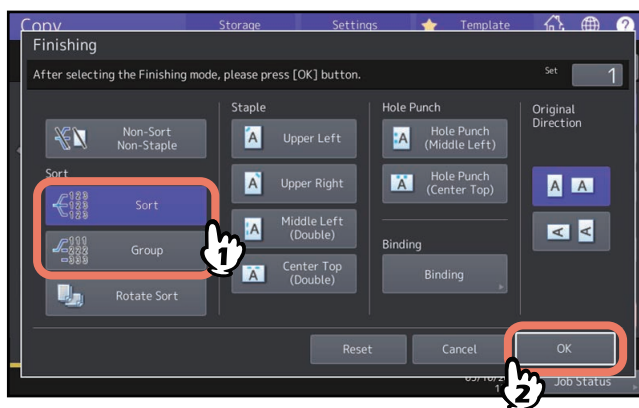 Copy
Storage
Settings
Template
?
Finishing
After selecting the Finishing mode, please press [OK] button.
Set
1
Non-Sort
Non-Staple
Sort
Sort
Group
Rotate Sort
Staple
A Upper Left
A Upper Right
A Middle Left
(Double)
A Center Top
(Double)
Hole Punch
A Hole Punch
(Middle Left)
A Hole Punch
(Center Top)
Binding
Binding
Original
Direction
A A
A A
1
Reset
Cancel
OK
2
Job Status